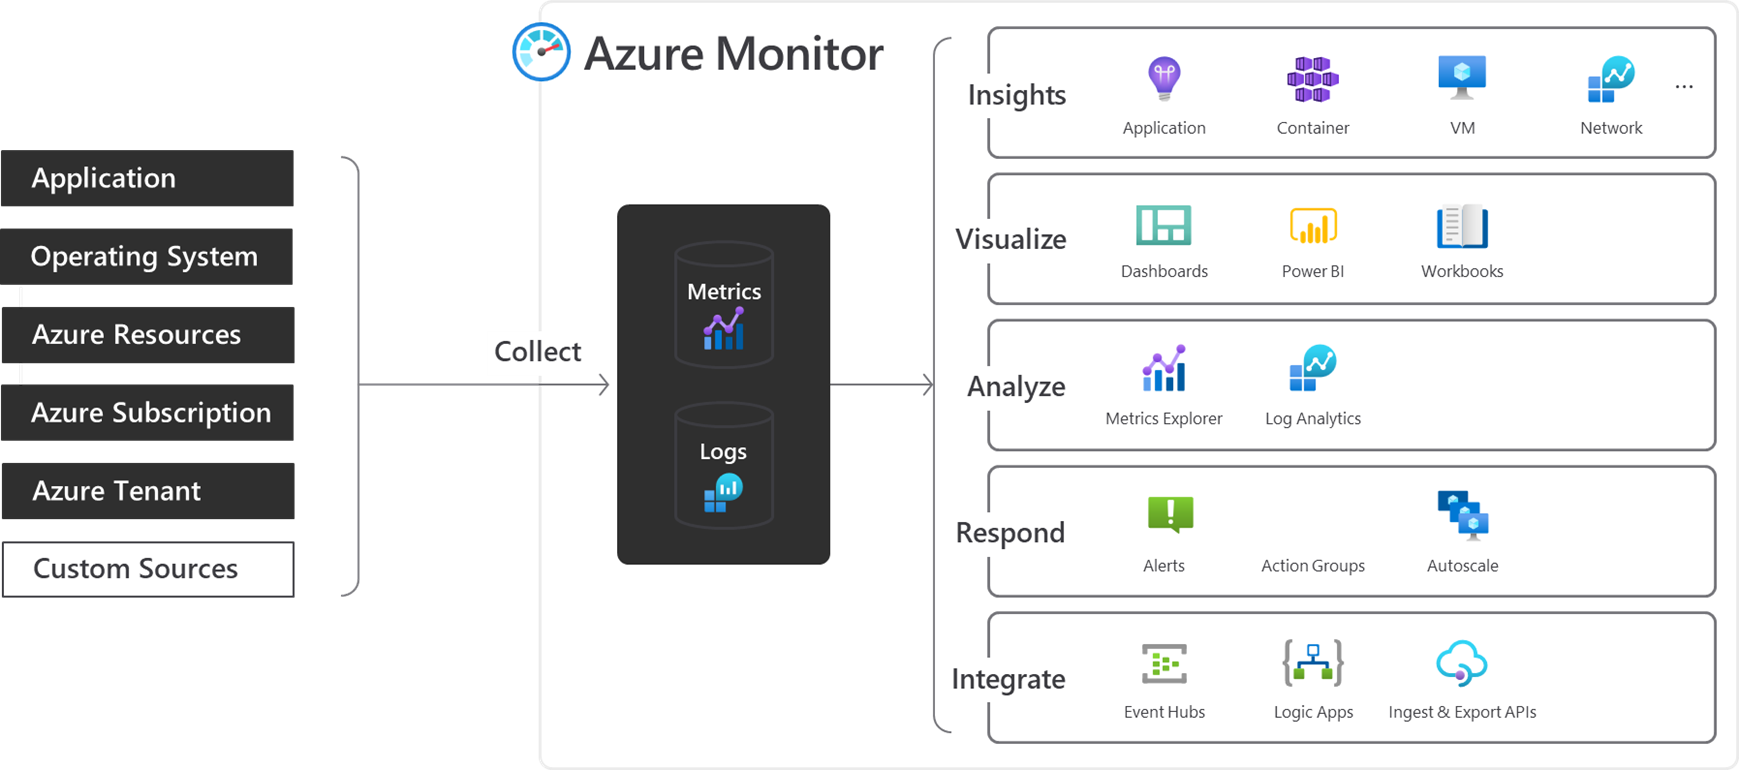 Azure Monitor
Application
Operating System
Azure Resources
Azure Subscription
Azure Tenant
Custom Sources
Collect
Metrics
Logs
Insights
Application
Container
VM
Network
...
Visualize
Dashboards
Power BI
Workbooks
Analyze
Metrics Explorer
Log Analytics
Respond
Alerts
Action Groups
Autoscale
Integrate
Event Hubs
Logic Apps
Ingest & Export APIs